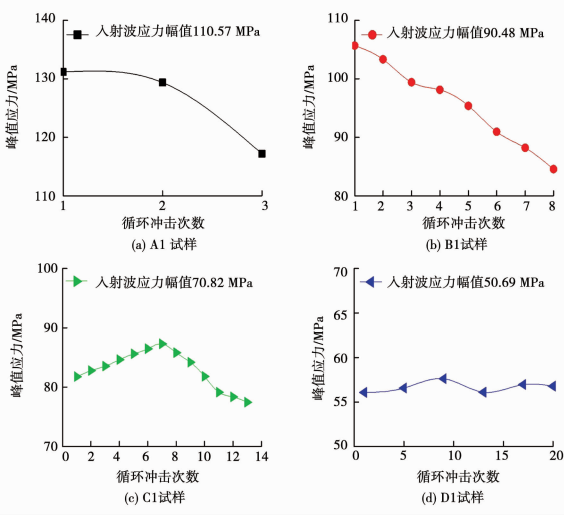 140
入射波应力幅值110.57 MPa
130
120
110
峰值应力/MPa
1 2 3
循环冲击次数
(a) A1 试样
110
入射波应力幅值90.48 MPa
100
90
80
峰值应力/MPa
1 2 3 4 5 6 7 8
循环冲击次数
(b) B1试样
100
入射波应力幅值70.82 MPa
90
80
70
峰值应力/MPa
0 2 4 6 8 10 12 14
循环冲击次数
(c) C1试样
70
入射波应力幅值50.69 MPa
65
60
55
50
峰值应力/MPa
0 5 10 15 20
循环冲击次数
(d) D1试样